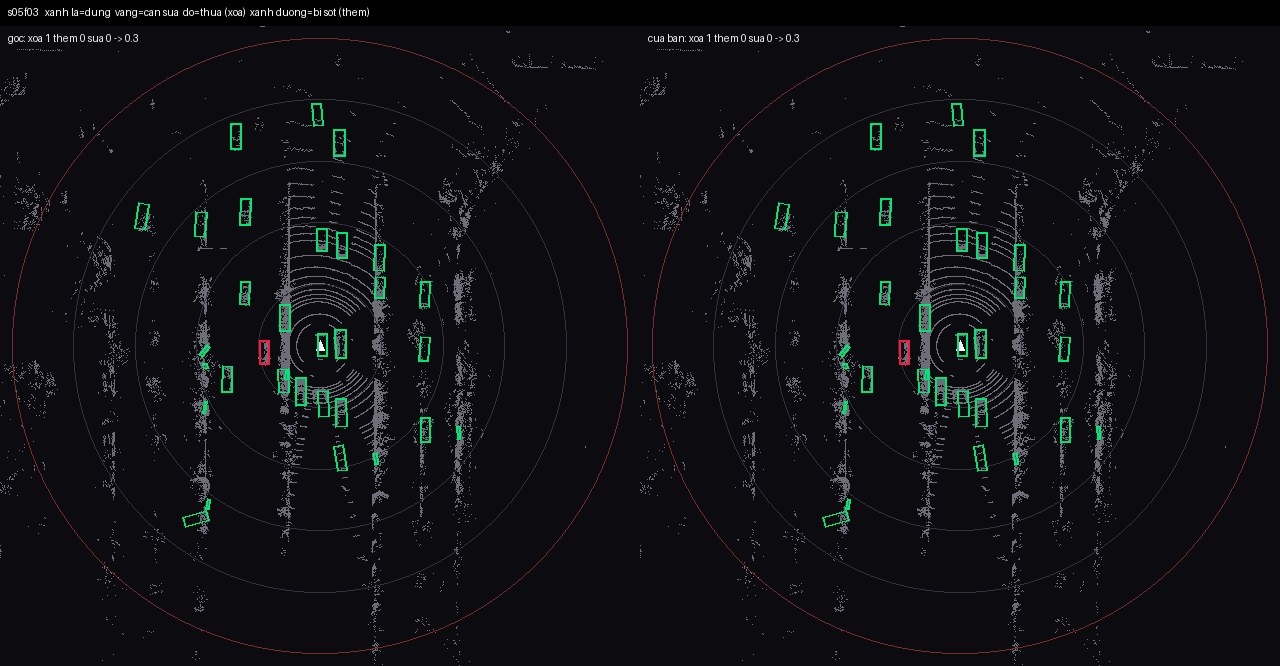 s05f03 xanh la=dung vang=can sua do=thua (xoa) xanh duong=bi sot (them)
goc: xoa 1 them 0 sua 0 -> 0.3
cua ban: xoa 1 them 0 sua 0 -> 0.3